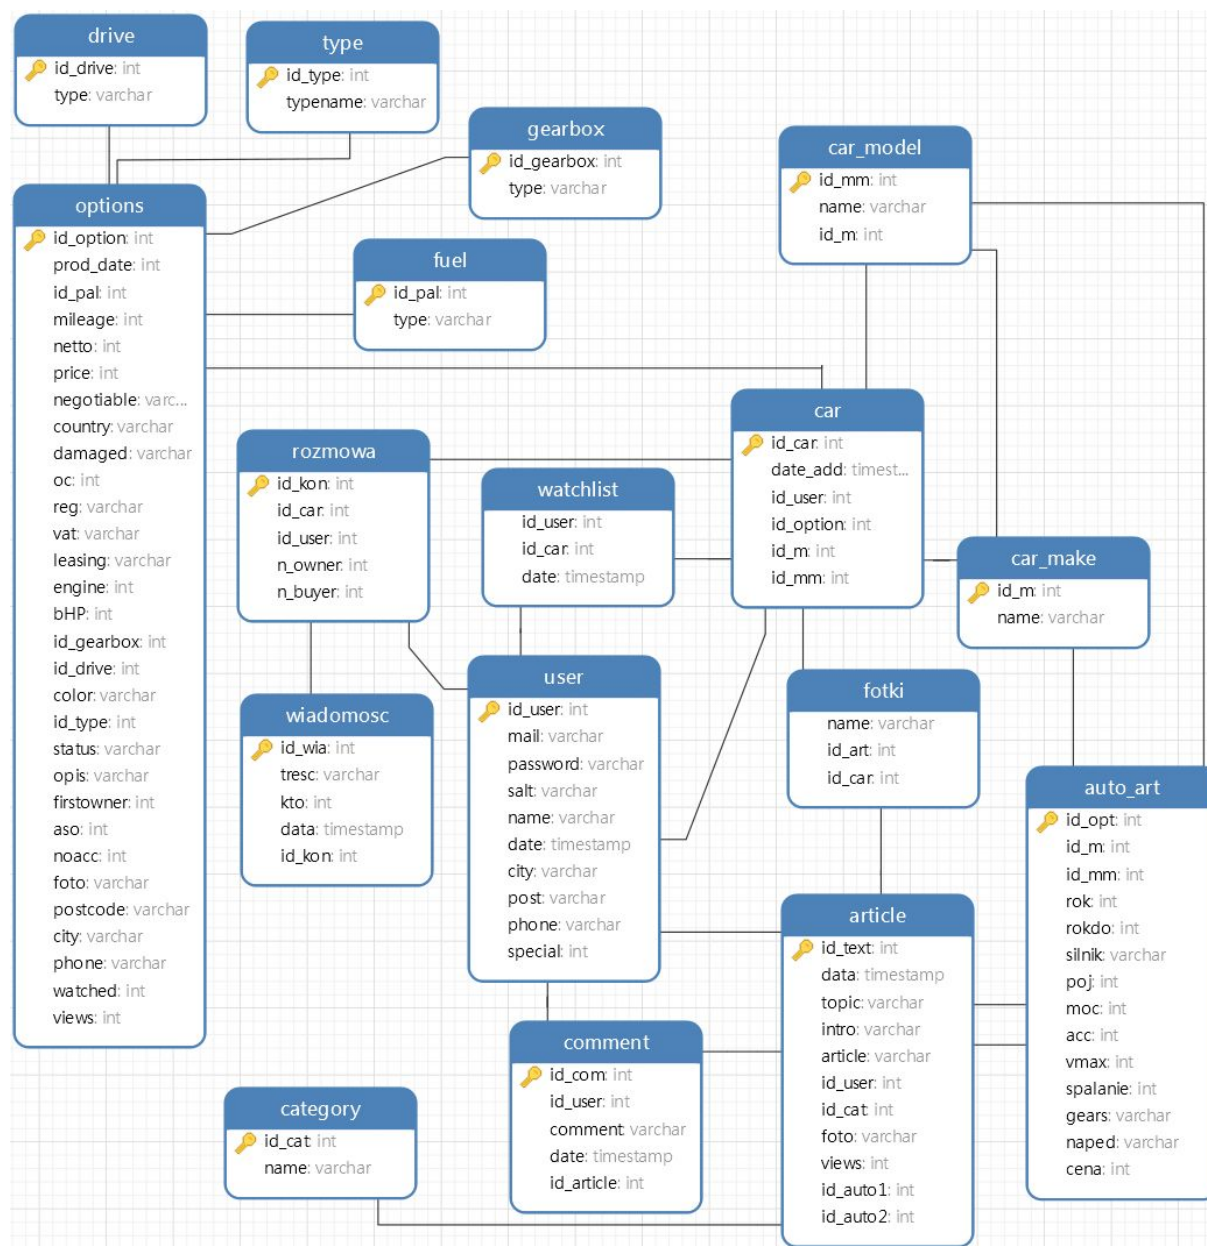 drive
id_drive: int
type: varchar
type
id_type: int
typename: varchar
gearbox
id_gearbox: int
type: varchar
car_model
id_mm: int
name: varchar
id_m: int
options
id_option: int
prod_date: int
id_pal: int
mileage: int
netto: int
price: int
negotiable: varc...
country: varchar
damaged: varchar
oc: int
reg: varchar
vat: varchar
leasing: varchar
engine: int
bHP: int
id_gearbox: int
id_drive: int
color: varchar
id_type: int
status: varchar
opis: varchar
firstowner: int
aso: int
noacc: int
foto: varchar
postcode: varchar
city: varchar
phone: varchar
watched: int
views: int
fuel
id_pal: int
type: varchar
car
id_car: int
date_add: timest...
id_user: int
id_option: int
id_m: int
id_mm: int
rozmowa
id_kon: int
id_car: int
id_user: int
n_owner: int
n_buyer: int
watchlist
id_user: int
id_car: int
date: timestamp
car_make
id_m: int
name: varchar
wiadomosc
id_wia: int
tresc: varchar
kto: int
data: timestamp
id_kon: int
user
id_user: int
mail: varchar
password: varchar
salt: varchar
name: varchar
date: timestamp
city: varchar
post: varchar
phone: varchar
special: int
fotki
name: varchar
id_art: int
id_car: int
auto_art
id_opt: int
id_m: int
id_mm: int
rok: int
rokdo: int
silnik: varchar
poj: int
moc: int
acc: int
vmax: int
spalanie: int
gears: varchar
naped: varchar
cena: int
article
id_text: int
data: timestamp
topic: varchar
intro: varchar
article: varchar
id_user: int
id_cat: int
foto: varchar
views: int
id_auto1: int
id_auto2: int
comment
id_com: int
id_user: int
comment: varchar
date: timestamp
id_article: int
category
id_cat: int
name: varchar